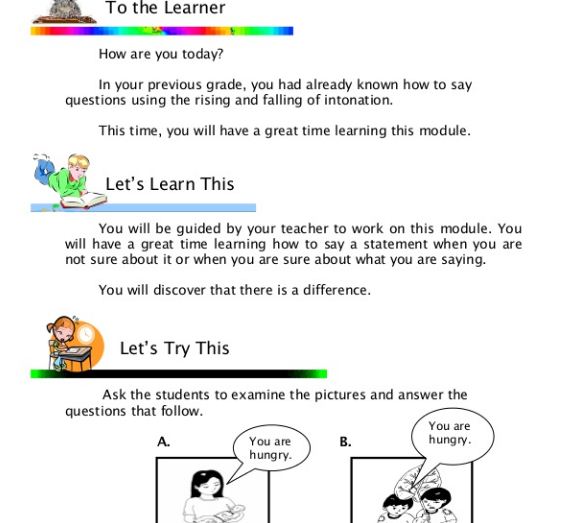 To the Learner
How are you today?
In your previous grade, you had already known how to say
questions using the rising and falling of intonation.
This time, you will have a great time learning this module.
Let's Learn This
You will be guided by your teacher to work on this module. You
will have a great time learning how to say a statement when you are
not sure about it or when you are sure about what you are saying.
You will discover that there is a difference.
Let's Try This
Ask the students to examine the pictures and answer the
questions that follow.
A.
You are
hungry.
B.
You are
hungry.